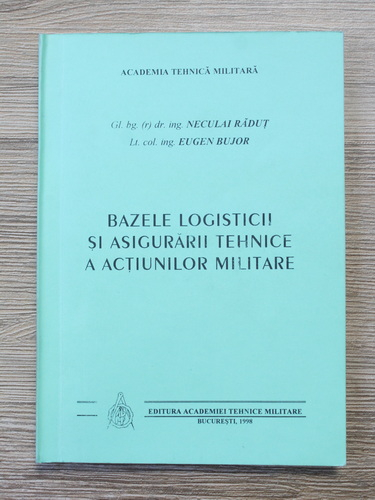 ACADEMIA TEHNICĂ MILITARĂ
Gl. bg. (r) dr. ing. NECULAI RĂDUȚ
Lt. col. ing. EUGEN BUJOR
BAZELE LOGISTICII
ȘI ASIGURĂRII TEHNICE
A ACȚIUNILOR MILITARE
EDITURA ACADEMIEI TEHNICE MILITARE
BUCUREȘTI, 1998